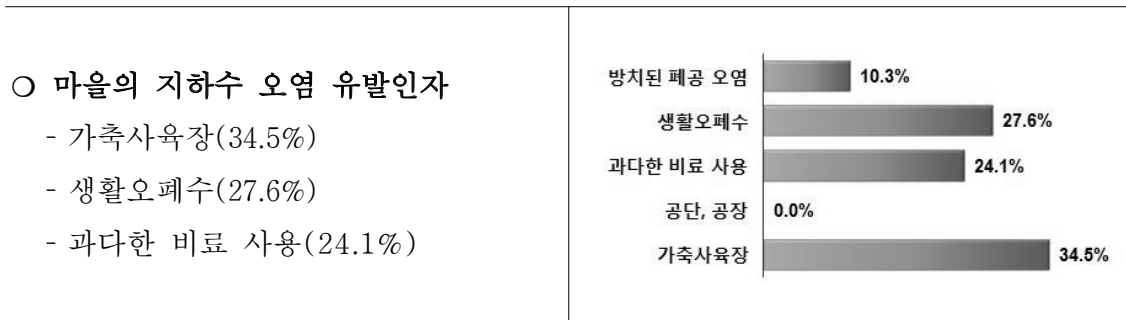 ❍ 마을의 지하수 오염 유발인자
- 가축사육장(34.5%)
- 생활오폐수(27.6%)
- 과다한 비료 사용(24.1%)
방치된 폐공 오염 10.3%
생활오폐수 27.6%
과다한 비료 사용 24.1%
공단, 공장 0.0%
가축사육장 34.5%